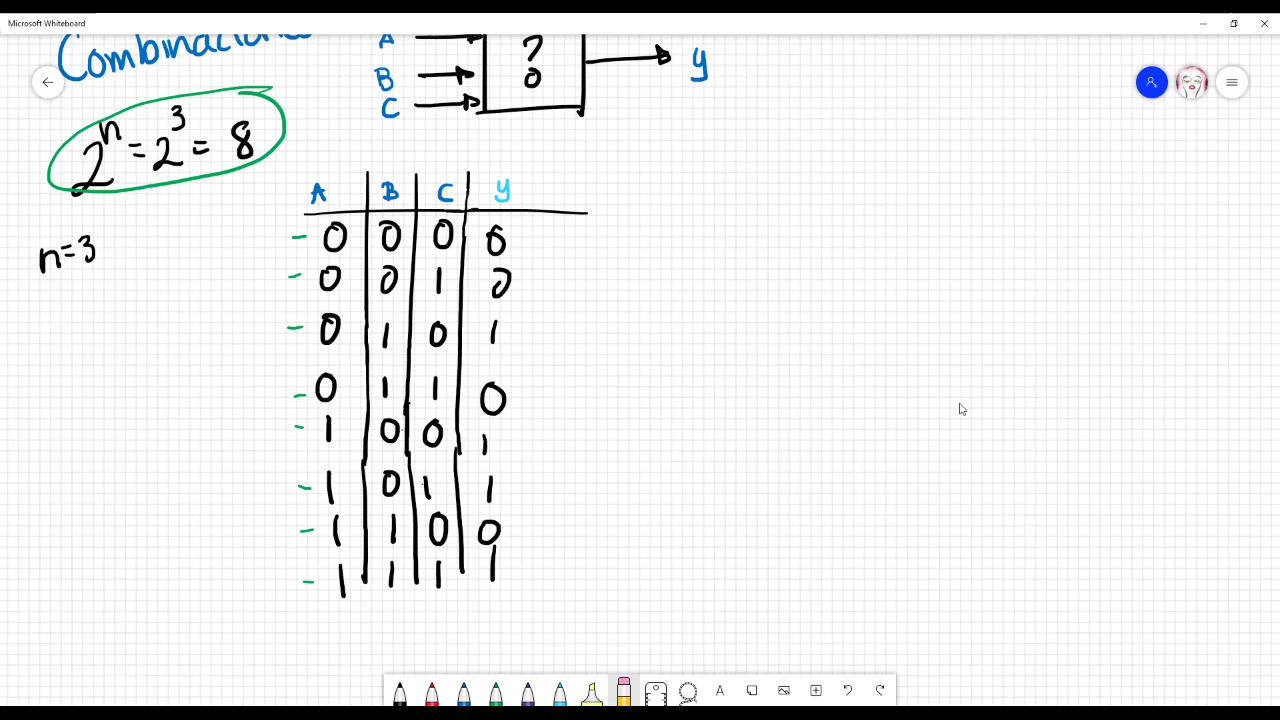 Microsoft Whiteboard
Combinaciones
A
?
B
0
C
y
2^n = 2^3 = 8
n=3
A B C y
- 0 0 0 0
- 0 0 1 0
- 0 1 0 1
- 0 1 1 0
- 1 0 0 1
- 1 0 1 1
- 1 1 0 0
- 1 1 1 1
A